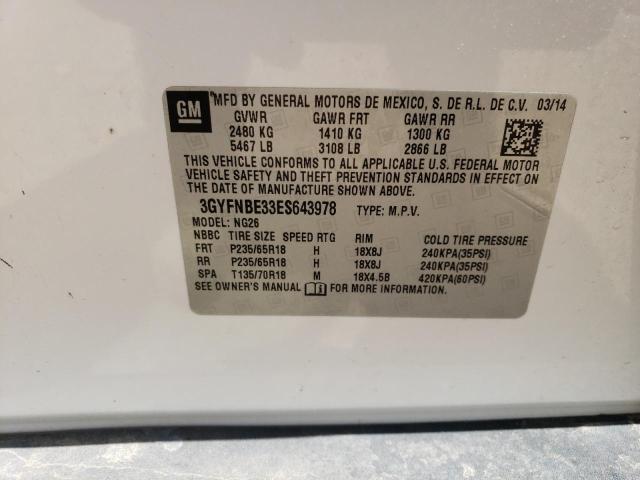 GM
MFD BY GENERAL MOTORS DE MEXICO, S. DE R.L. DE C.V. 03/14
GVWR GAWR FRT GAWR RR
2480 KG 1410 KG 1300 KG
5467 LB 3108 LB 2866 LB
THIS VEHICLE CONFORMS TO ALL APPLICABLE U.S. FEDERAL MOTOR
VEHICLE SAFETY AND THEFT PREVENTION STANDARDS IN EFFECT ON
THE DATE OF MANUFACTURE SHOWN ABOVE.
3GYFNBE33ES643978 TYPE: M.P.V.
MODEL: NG26
NBBC TIRE SIZE SPEED RTG RIM COLD TIRE PRESSURE
FRT P235/65R18 H 18X8J 240KPA(35PSI)
RR P235/65R18 H 18X8J 240KPA(35PSI)
SPA T135/70R18 M 18X4.5B 420KPA(60PSI)
SEE OWNER'S MANUAL FOR MORE INFORMATION.